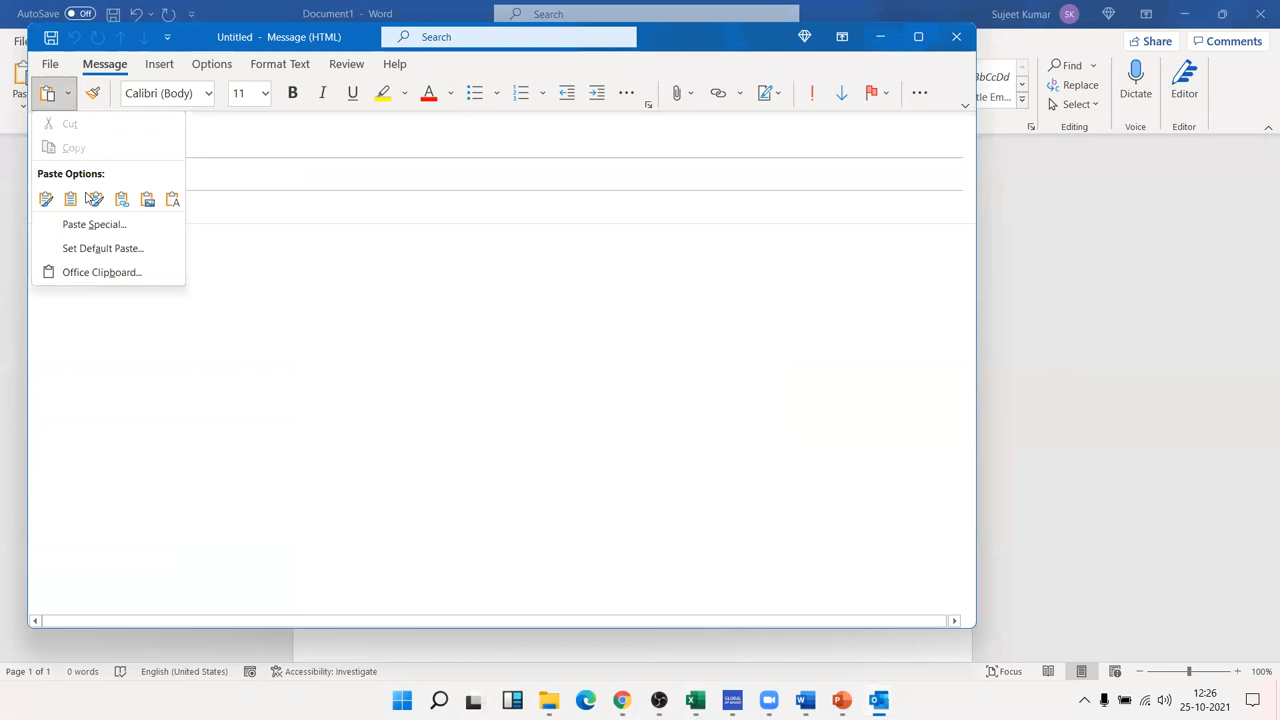 AutoSave Off Document1 - Word Search Sujeet Kumar SK
Untitled - Message (HTML) Search
Fil
Share Comments
File Message Insert Options Format Text Review Help
Calibri (Body) 11
Cut
Copy
Paste Options:
Paste Special...
Set Default Paste...
Office Clipboard...
Find
Replace
Select
Editing
Dictate
Voice
Editor
Editor
Page 1 of 1 0 words English (United States) Accessibility: Investigate Focus 100%
12:26
25-10-2021